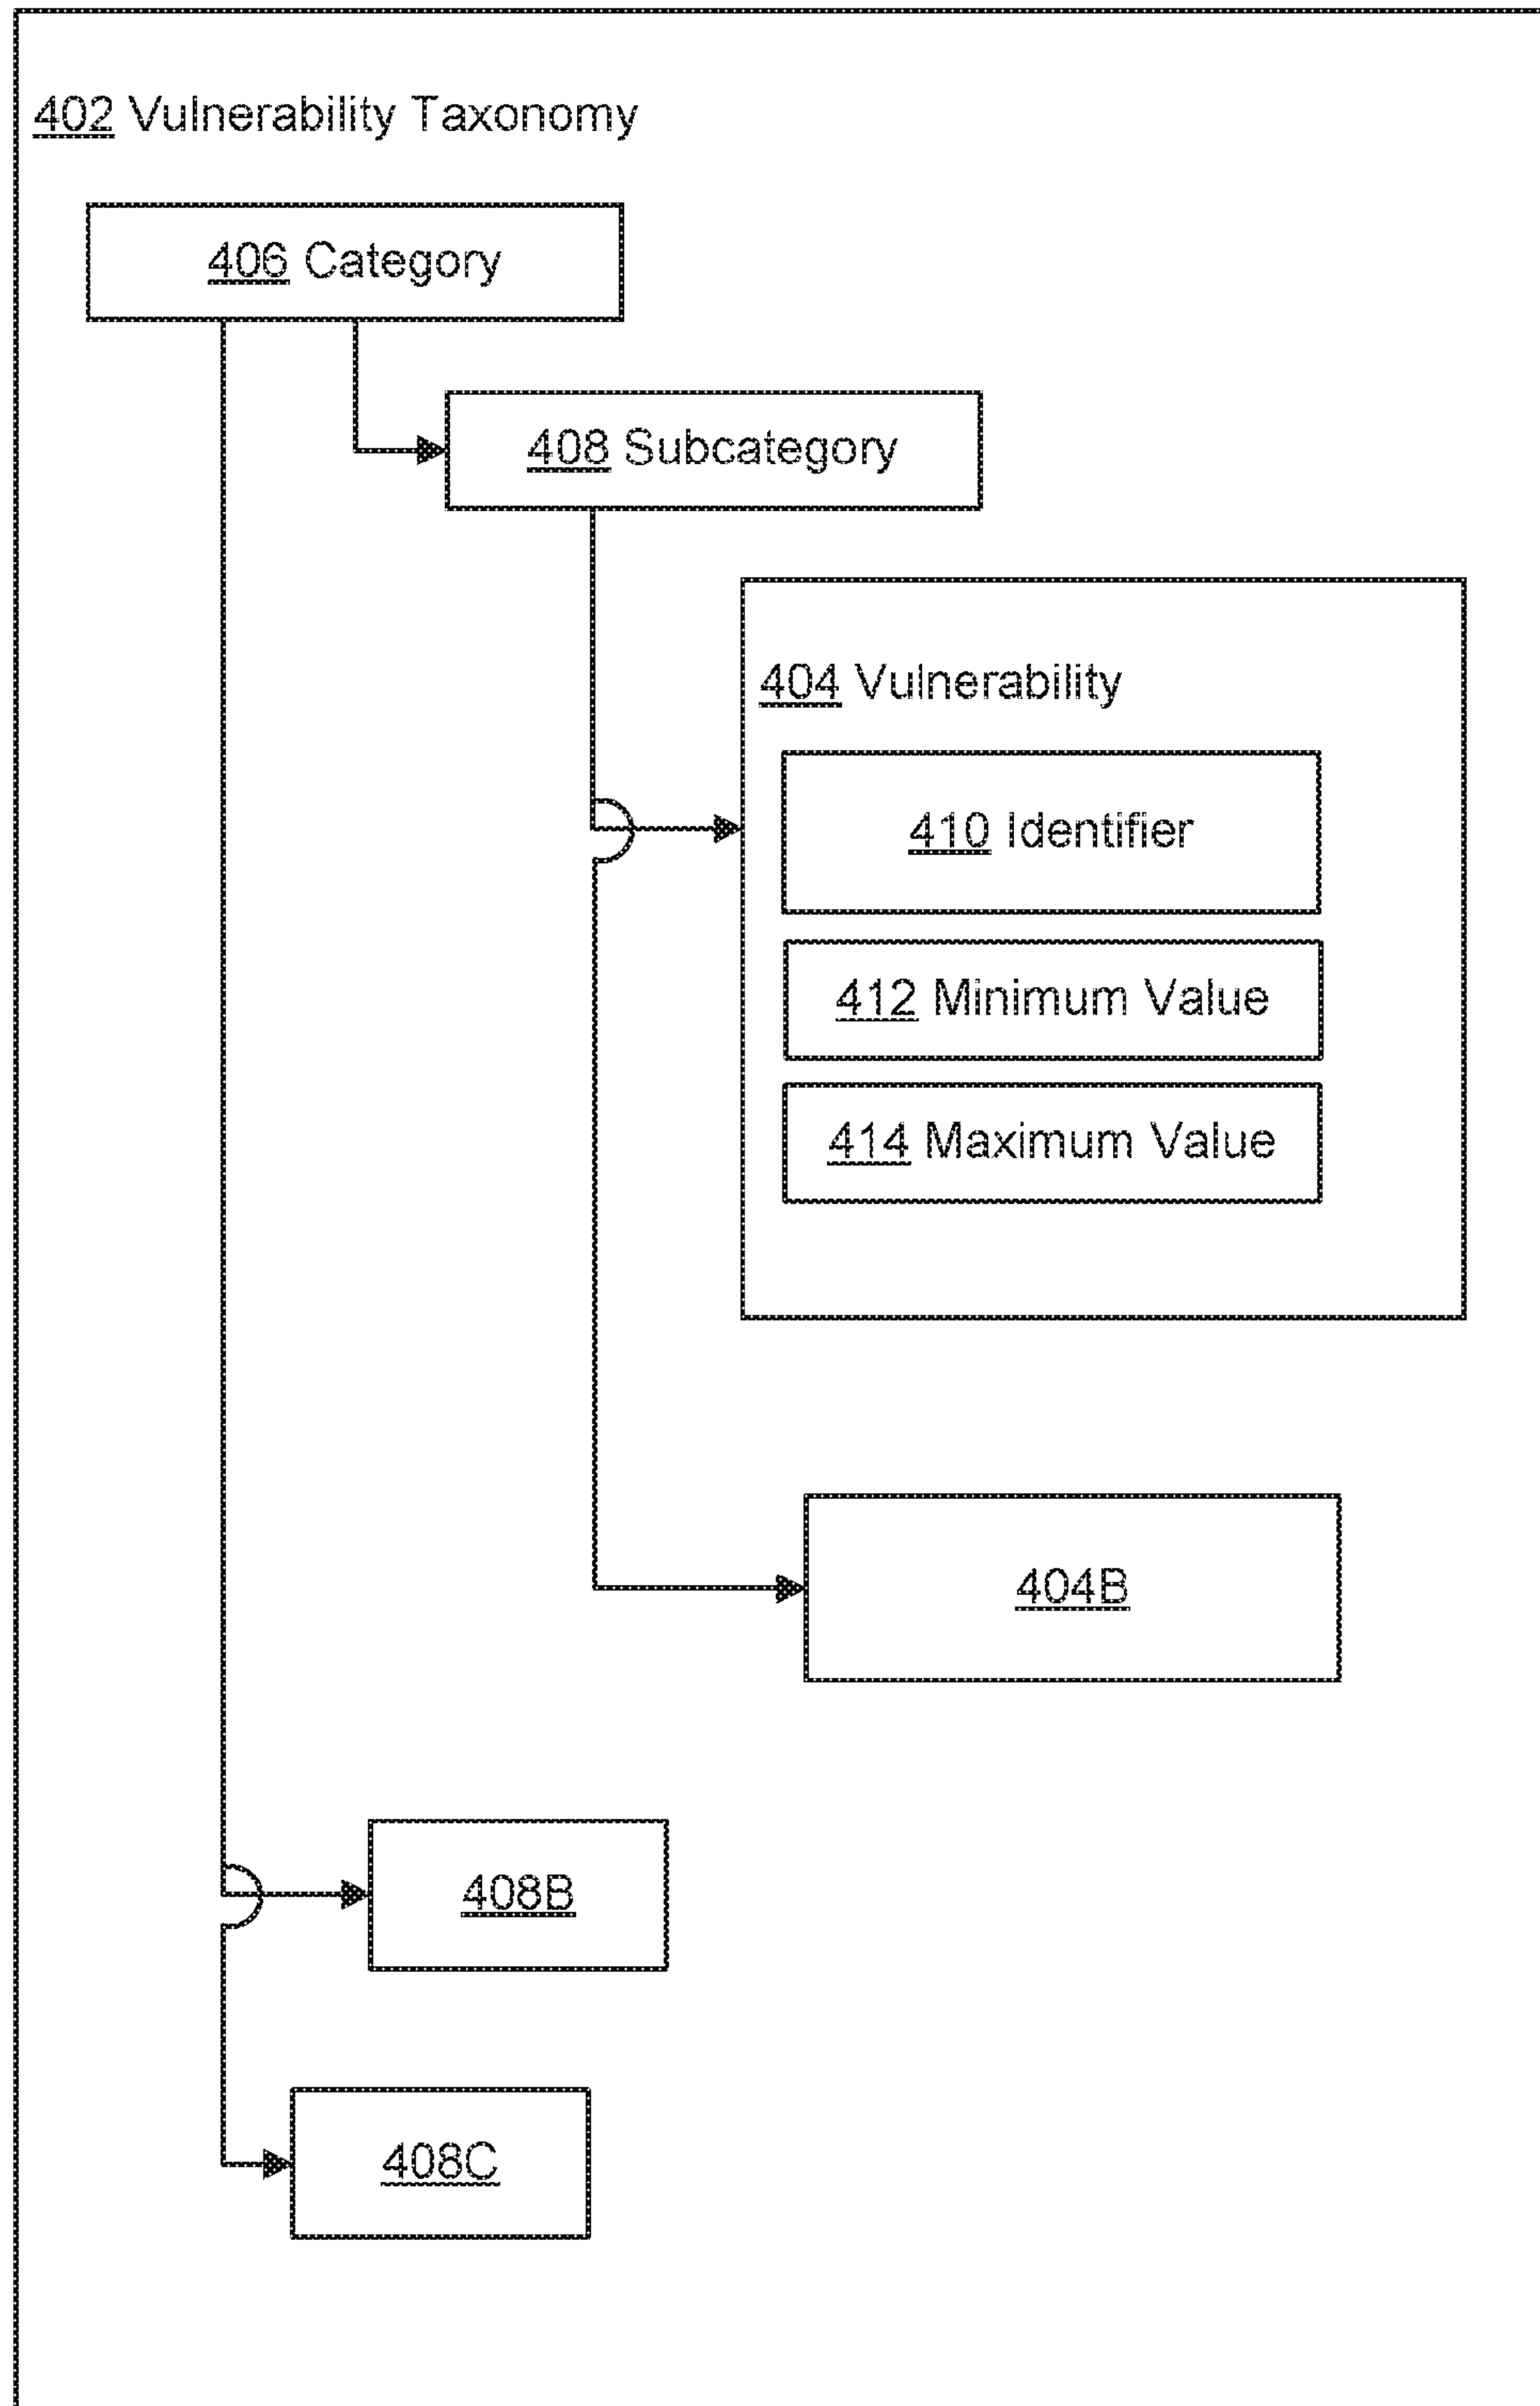 402 Vulnerability Taxonomy
406 Category
408 Subcategory
404 Vulnerability
410 Identifier
412 Minimum Value
414 Maximum Value
404B
408B
408C